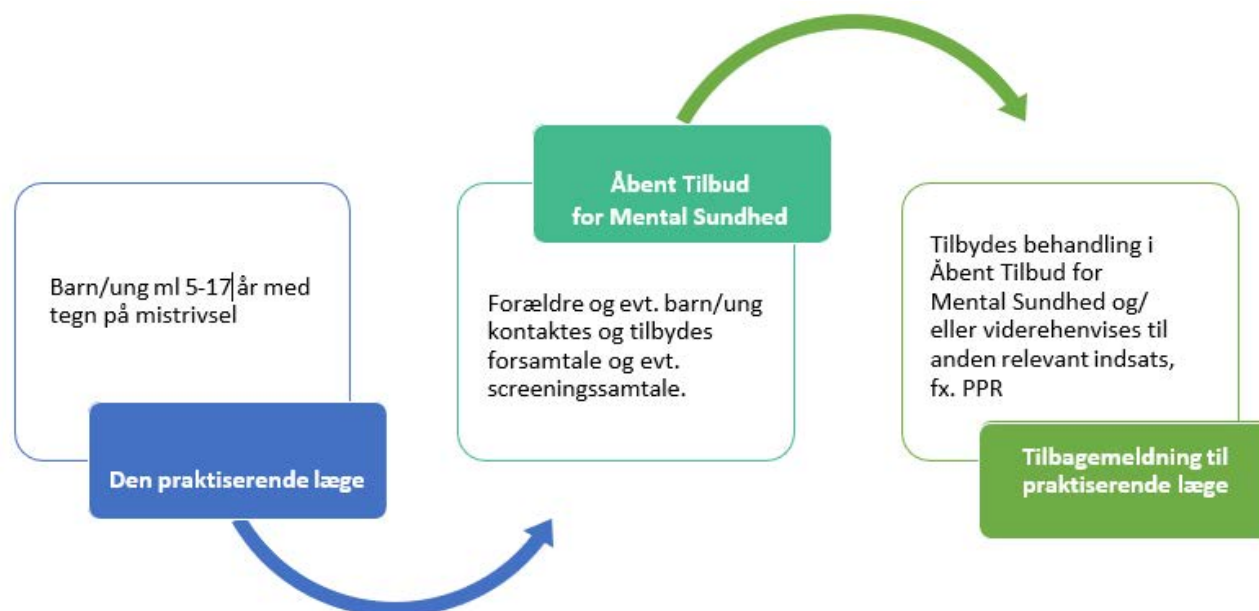 Barn/ung ml 5-17 år med
tegn på mistrivsel
Den praktiserende læge
Åbent Tilbud
for Mental Sundhed
Forældre og evt. barn/ung
kontaktes og tilbydes
forsamtale og evt.
screeningssamtale.
Tilbydes behandling i
Åbent Tilbud for
Mental Sundhed og/
eller viderehenvises til
anden relevant indsats,
fx. PPR
Tilbagemeldning til
praktiserende læge